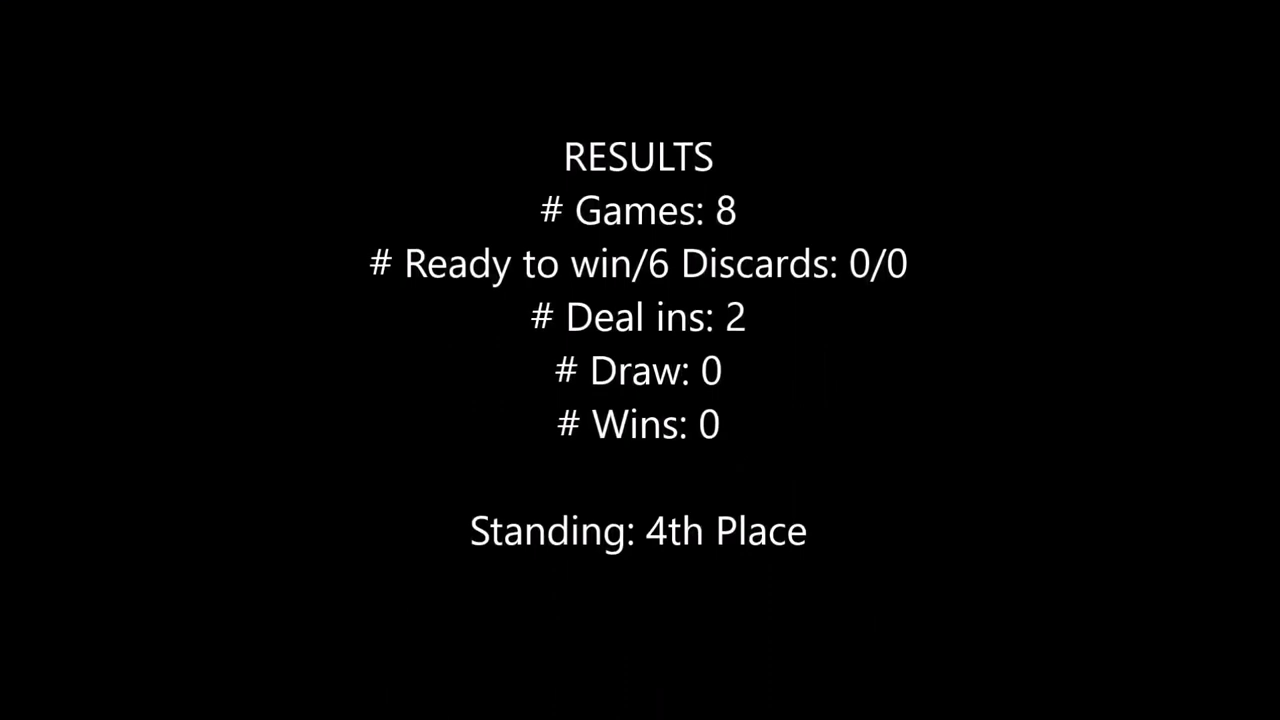 RESULTS
# Games: 8
# Ready to win/6 Discards: 0/0
# Deal ins: 2
# Draw: 0
# Wins: 0
Standing: 4th Place